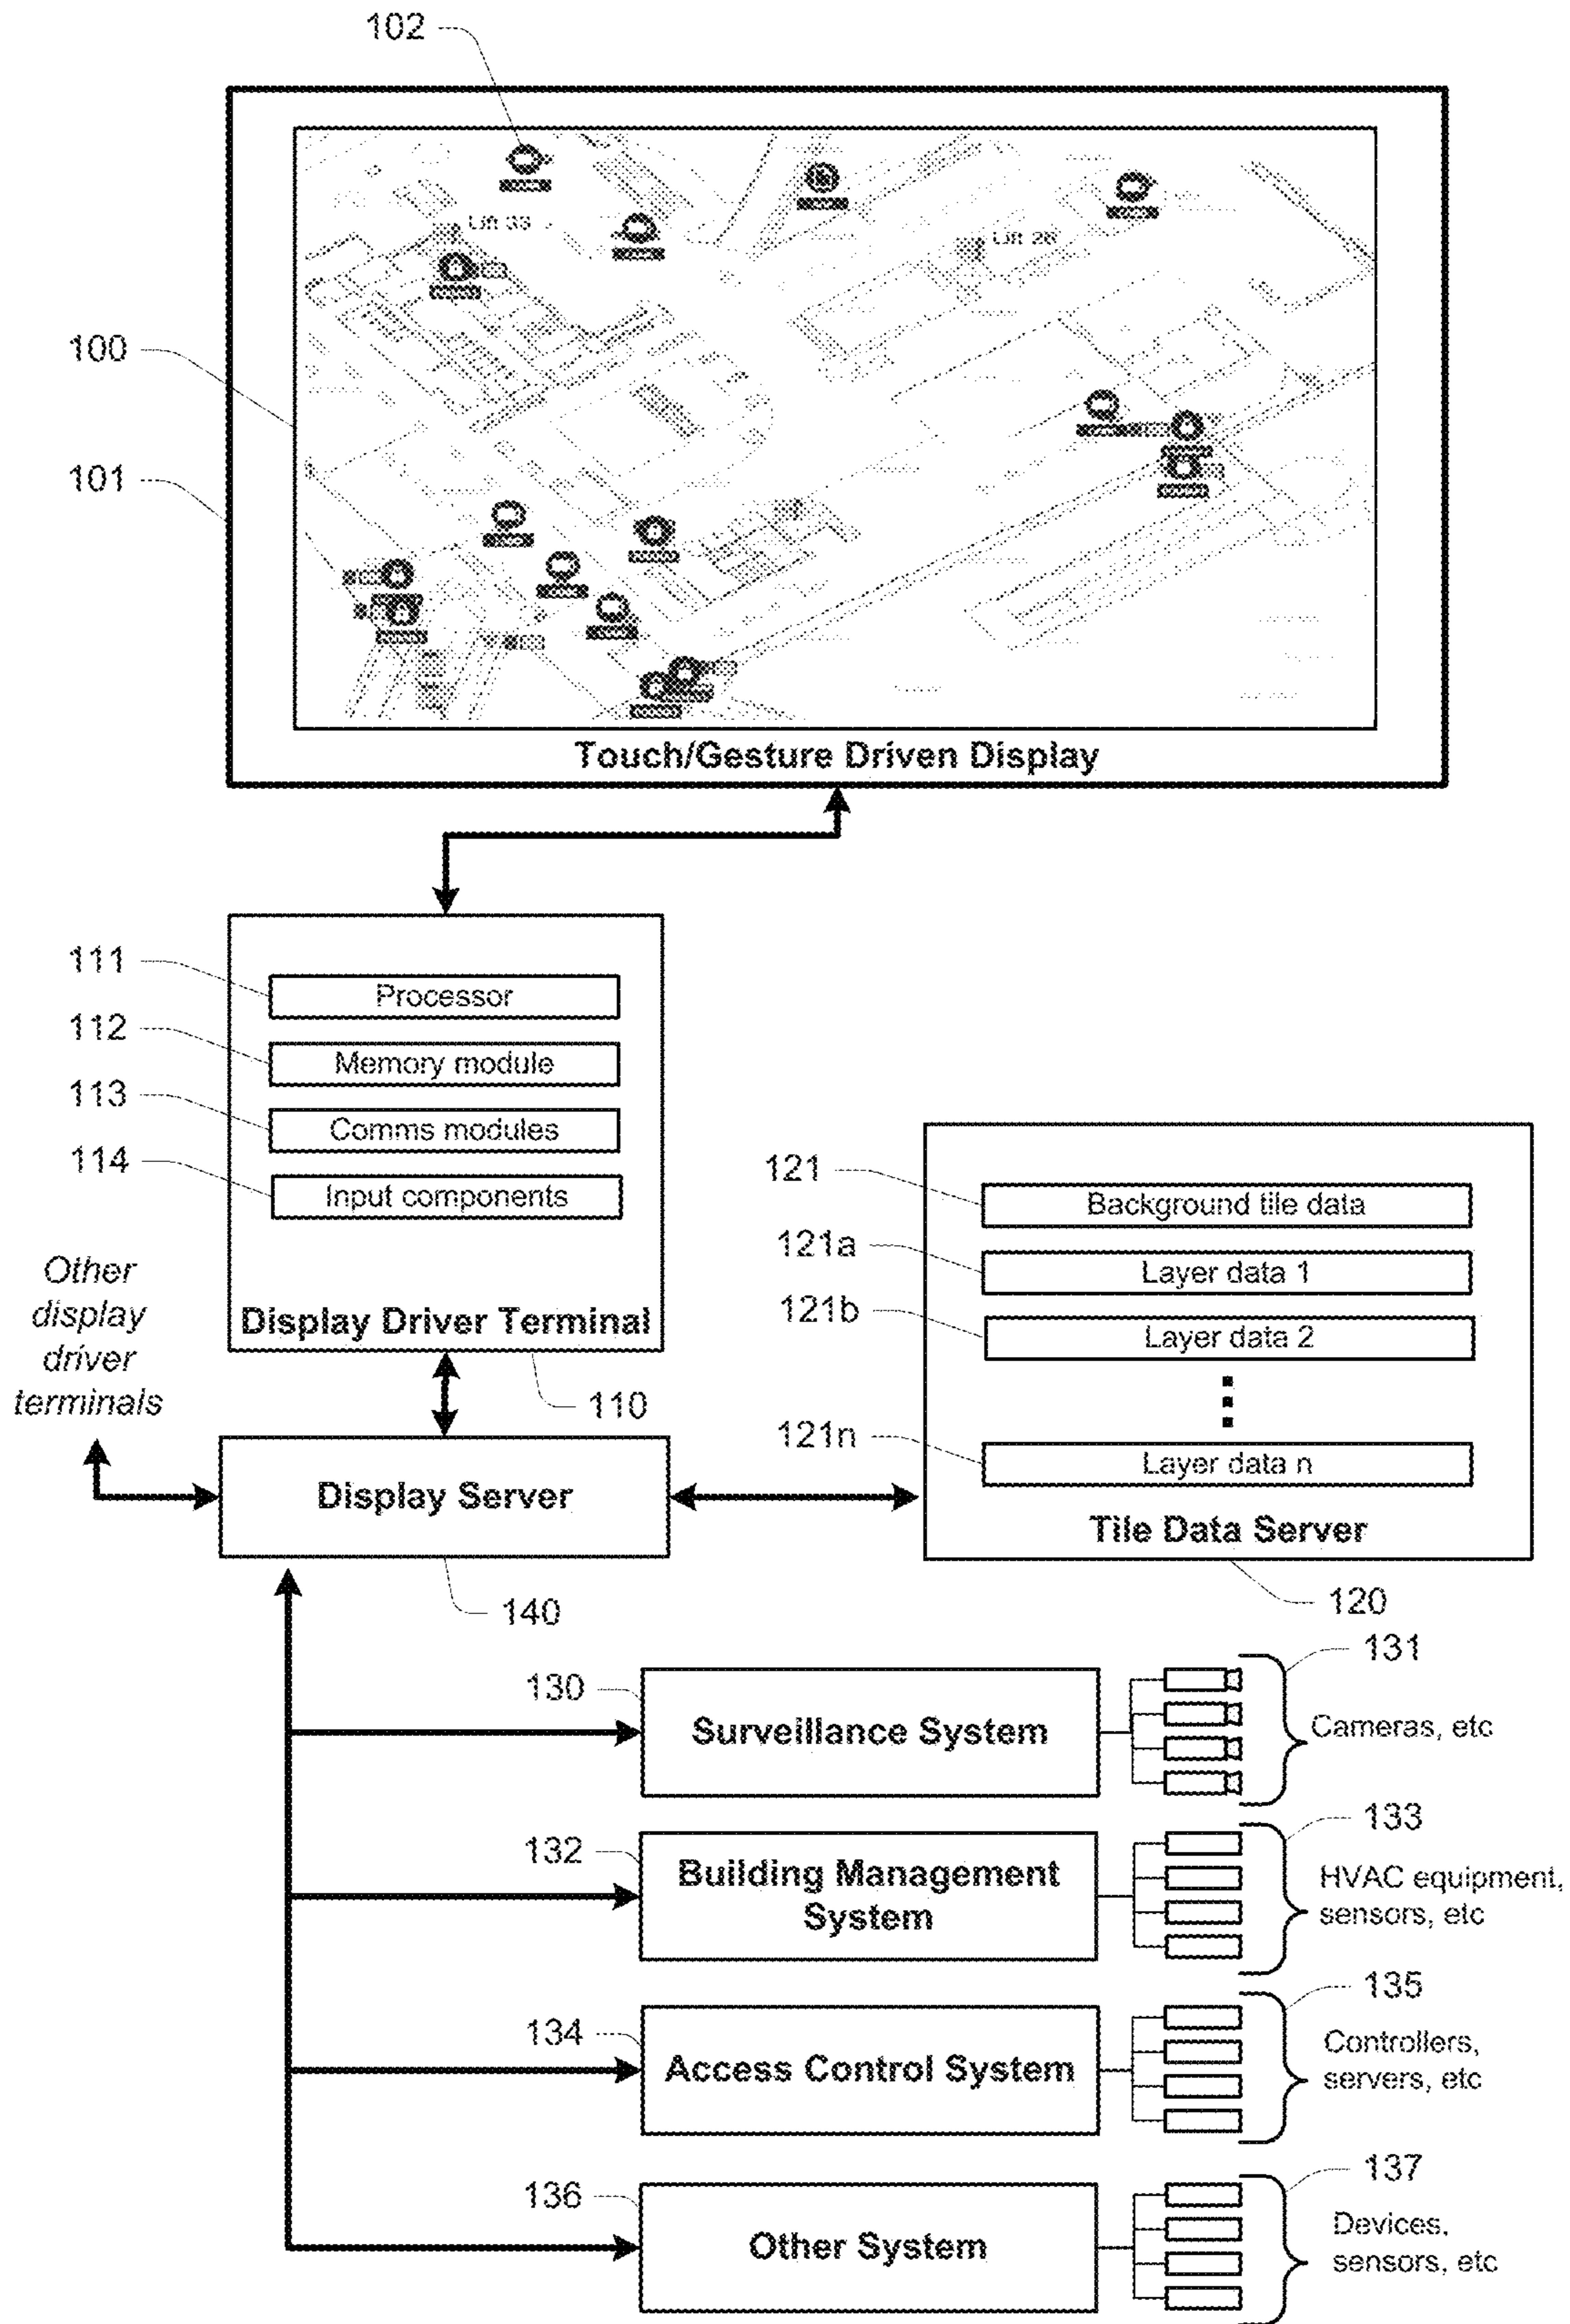 102
Lift 33
Lift 28
100
101
Touch/Gesture Driven Display
111
Processor
112
Memory module
113
Comms modules
114
Input components
Display Driver Terminal
110
Other
display
driver
terminals
121
Background tile data
121a
Layer data 1
121b
Layer data 2
121n
Layer data n
Tile Data Server
120
Display Server
140
130
Surveillance System
131
Cameras, etc
132
Building Management
System
133
HVAC equipment,
sensors, etc
134
Access Control System
135
Controllers,
servers, etc
136
Other System
137
Devices,
sensors, etc